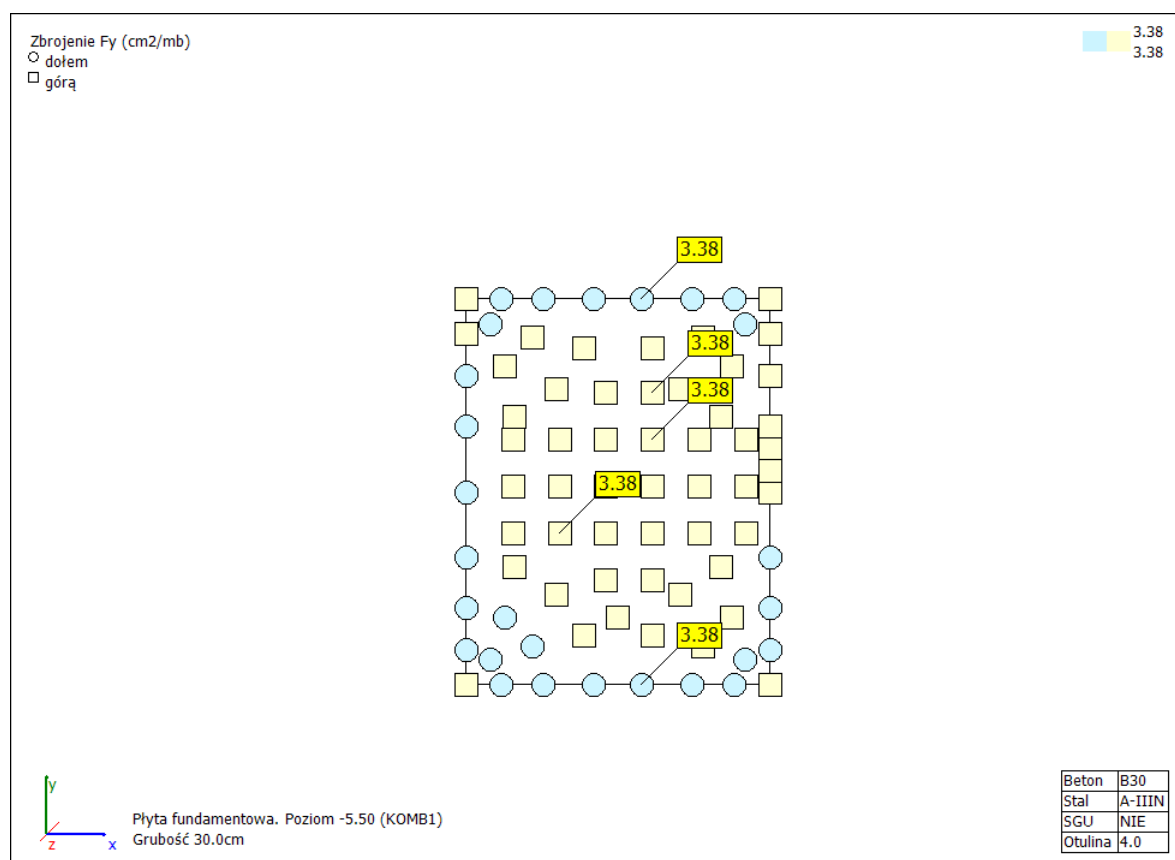 Zbrojenie Fy (cm2/mb)
dołem
górą
3.38
3.38
3.38
3.38
3.38
3.38
3.38
y
z
x
Płyta fundamentowa. Poziom -5.50 (KOMB1)
Grubość 30.0cm
Beton B30
Stal A-IIIN
SGU NIE
Otulina 4.0